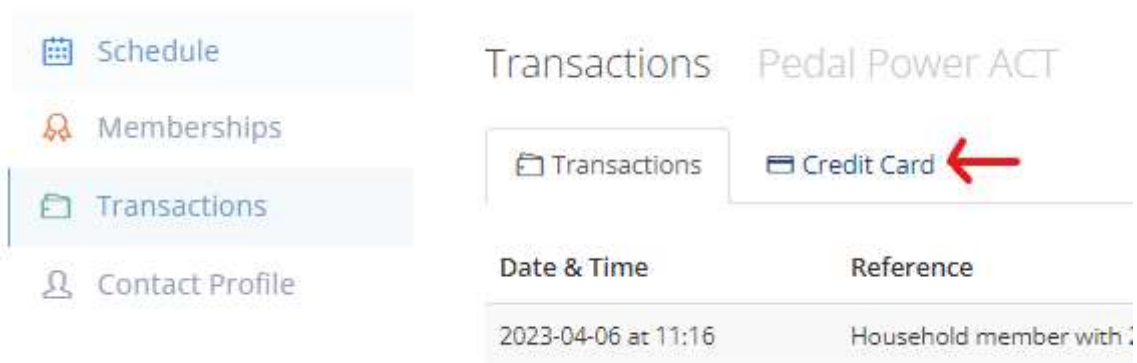 Schedule
Memberships
Transactions
Contact Profile
Transactions Pedal Power ACT
Transactions Credit Card
Date & Time Reference
2023-04-06 at 11:16 Household member with 2